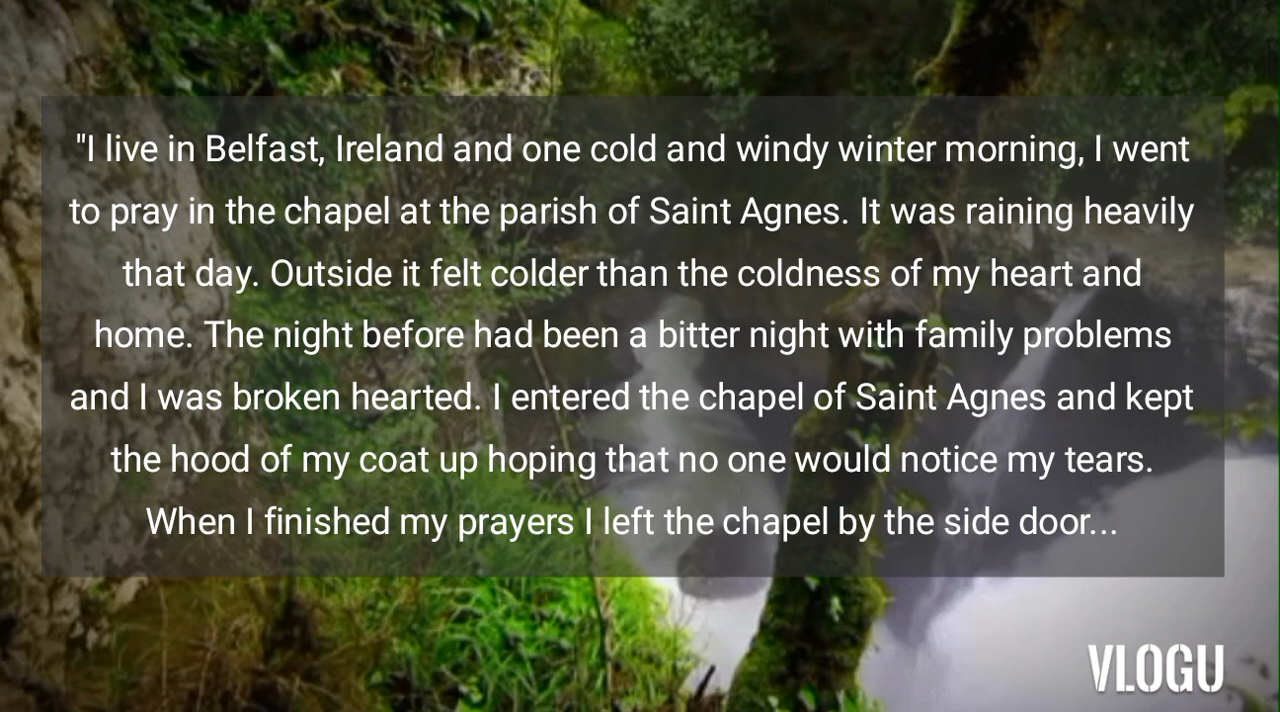 "I live in Belfast, Ireland and one cold and windy winter morning, I went
to pray in the chapel at the parish of Saint Agnes. It was raining heavily
that day. Outside it felt colder than the coldness of my heart and
home. The night before had been a bitter night with family problems
and I was broken hearted. I entered the chapel of Saint Agnes and kept
the hood of my coat up hoping that no one would notice my tears.
When I finished my prayers I left the chapel by the side door...
VLOGU